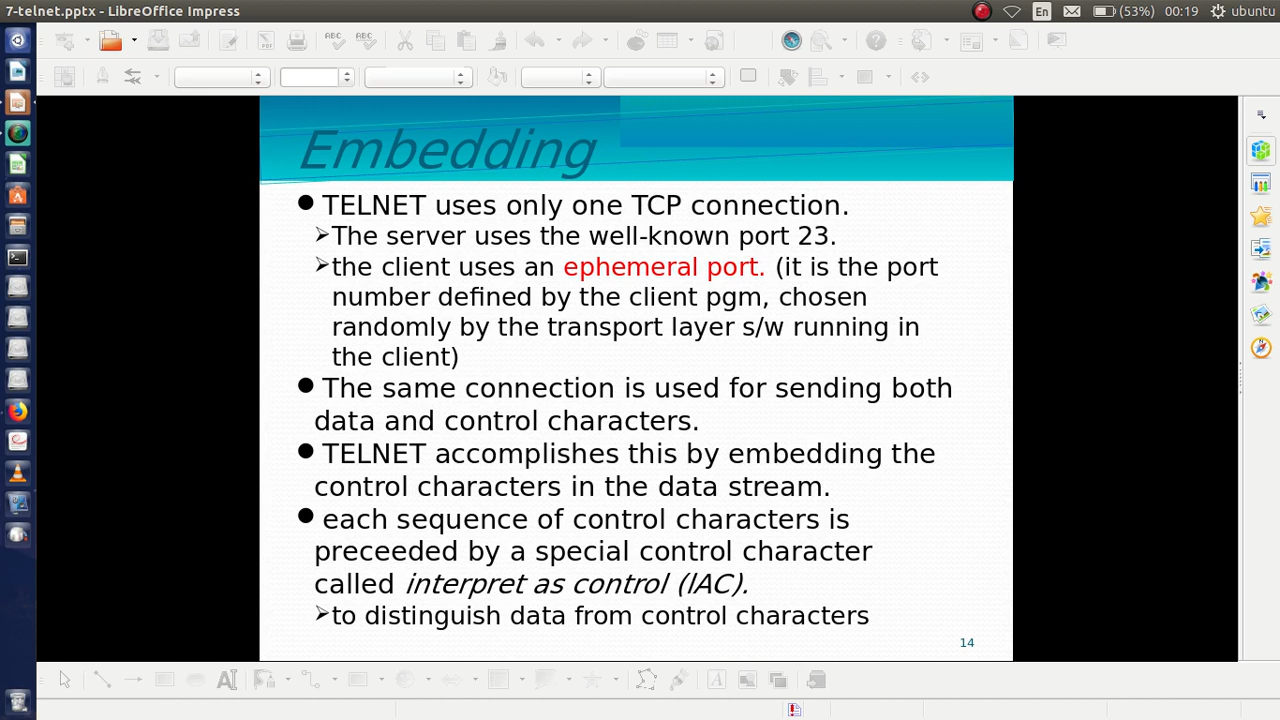 7-telnet.pptx - LibreOffice Impress
En
(53%)
00:19
ubuntu
Embedding
TELNET uses only one TCP connection.
The server uses the well-known port 23.
the client uses an ephemeral port. (it is the port
number defined by the client pgm, chosen
randomly by the transport layer s/w running in
the client)
The same connection is used for sending both
data and control characters.
TELNET accomplishes this by embedding the
control characters in the data stream.
each sequence of control characters is
preceeded by a special control character
called interpret as control (IAC).
to distinguish data from control characters
14